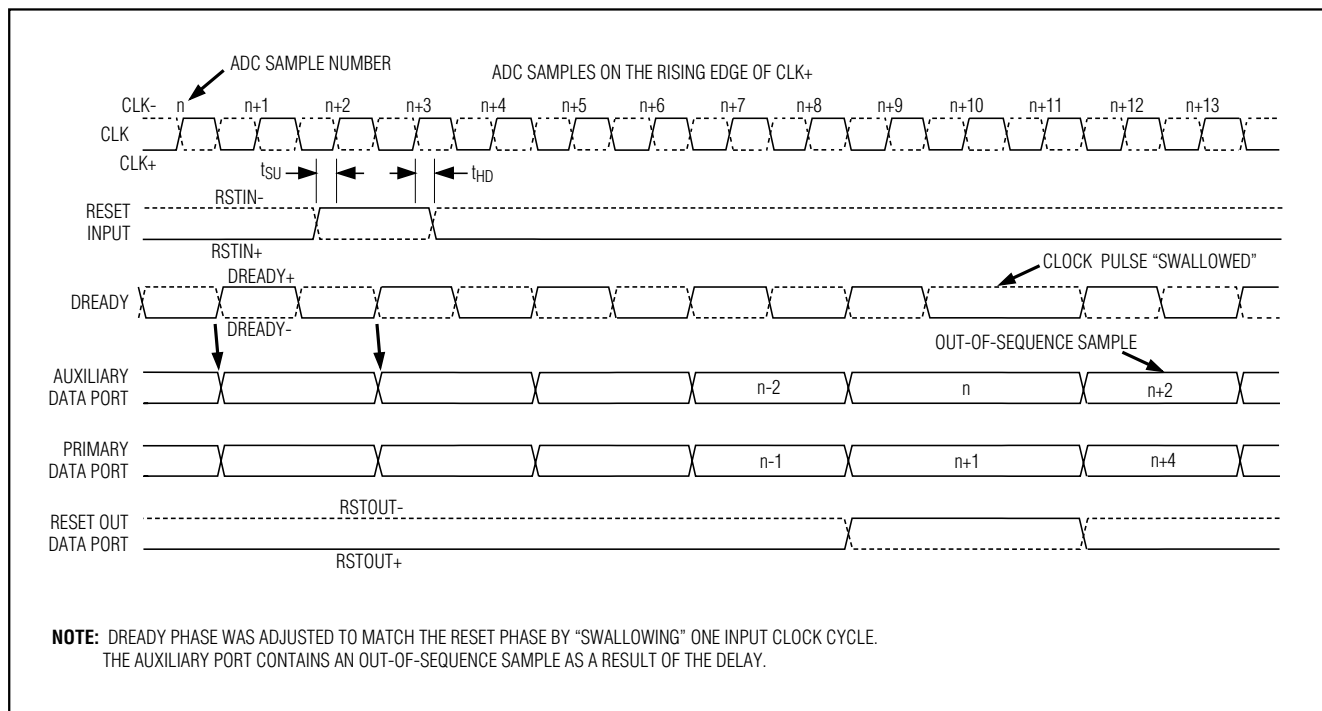 ADC SAMPLE NUMBER
ADC SAMPLES ON THE RISING EDGE OF CLK+
CLK- n n+1 n+2 n+3 n+4 n+5 n+6 n+7 n+8 n+9 n+10 n+11 n+12 n+13
CLK
CLK+
tSU tHD
RSTIN-
RESET
INPUT
RSTIN+
CLOCK PULSE “SWALLOWED”
DREADY+
DREADY
DREADY-
OUT-OF-SEQUENCE SAMPLE
AUXILIARY
DATA PORT
n-2 n n+2
PRIMARY
DATA PORT
n-1 n+1 n+4
RSTOUT-
RESET OUT
DATA PORT
RSTOUT+
NOTE: DREADY PHASE WAS ADJUSTED TO MATCH THE RESET PHASE BY “SWALLOWING” ONE INPUT CLOCK CYCLE.
THE AUXILIARY PORT CONTAINS AN OUT-OF-SEQUENCE SAMPLE AS A RESULT OF THE DELAY.